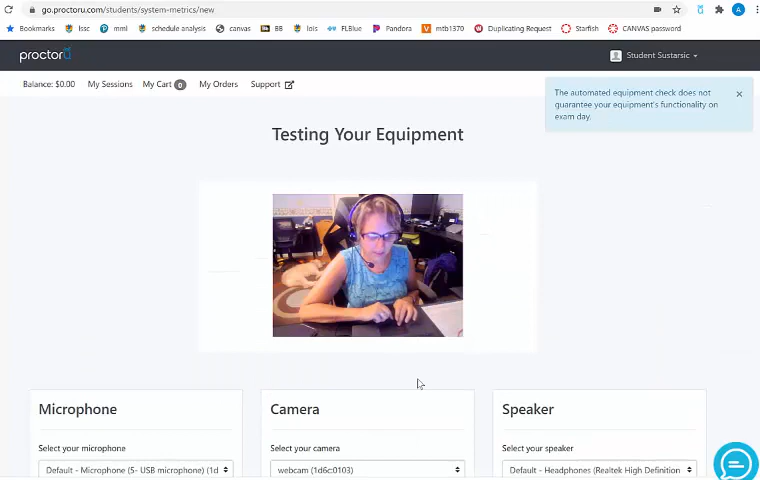 go.proctoru.com/students/system-metrics/new
Bookmarks lssc mml schedule analysis canvas BB lois FLBlue Pandora mtb1370 Duplicating Request Starfish CANVAS password
proctoru
Student Sustarsic
Balance: $0.00 My Sessions My Cart 0 My Orders Support
The automated equipment check does not
guarantee your equipment's functionality on
exam day.
Testing Your Equipment
Microphone Camera Speaker
Select your microphone Select your camera Select your speaker
Default - Microphone (5- USB microphone) (1d webcam (1d6c:0103) Default - Headphones (Realtek High Definition